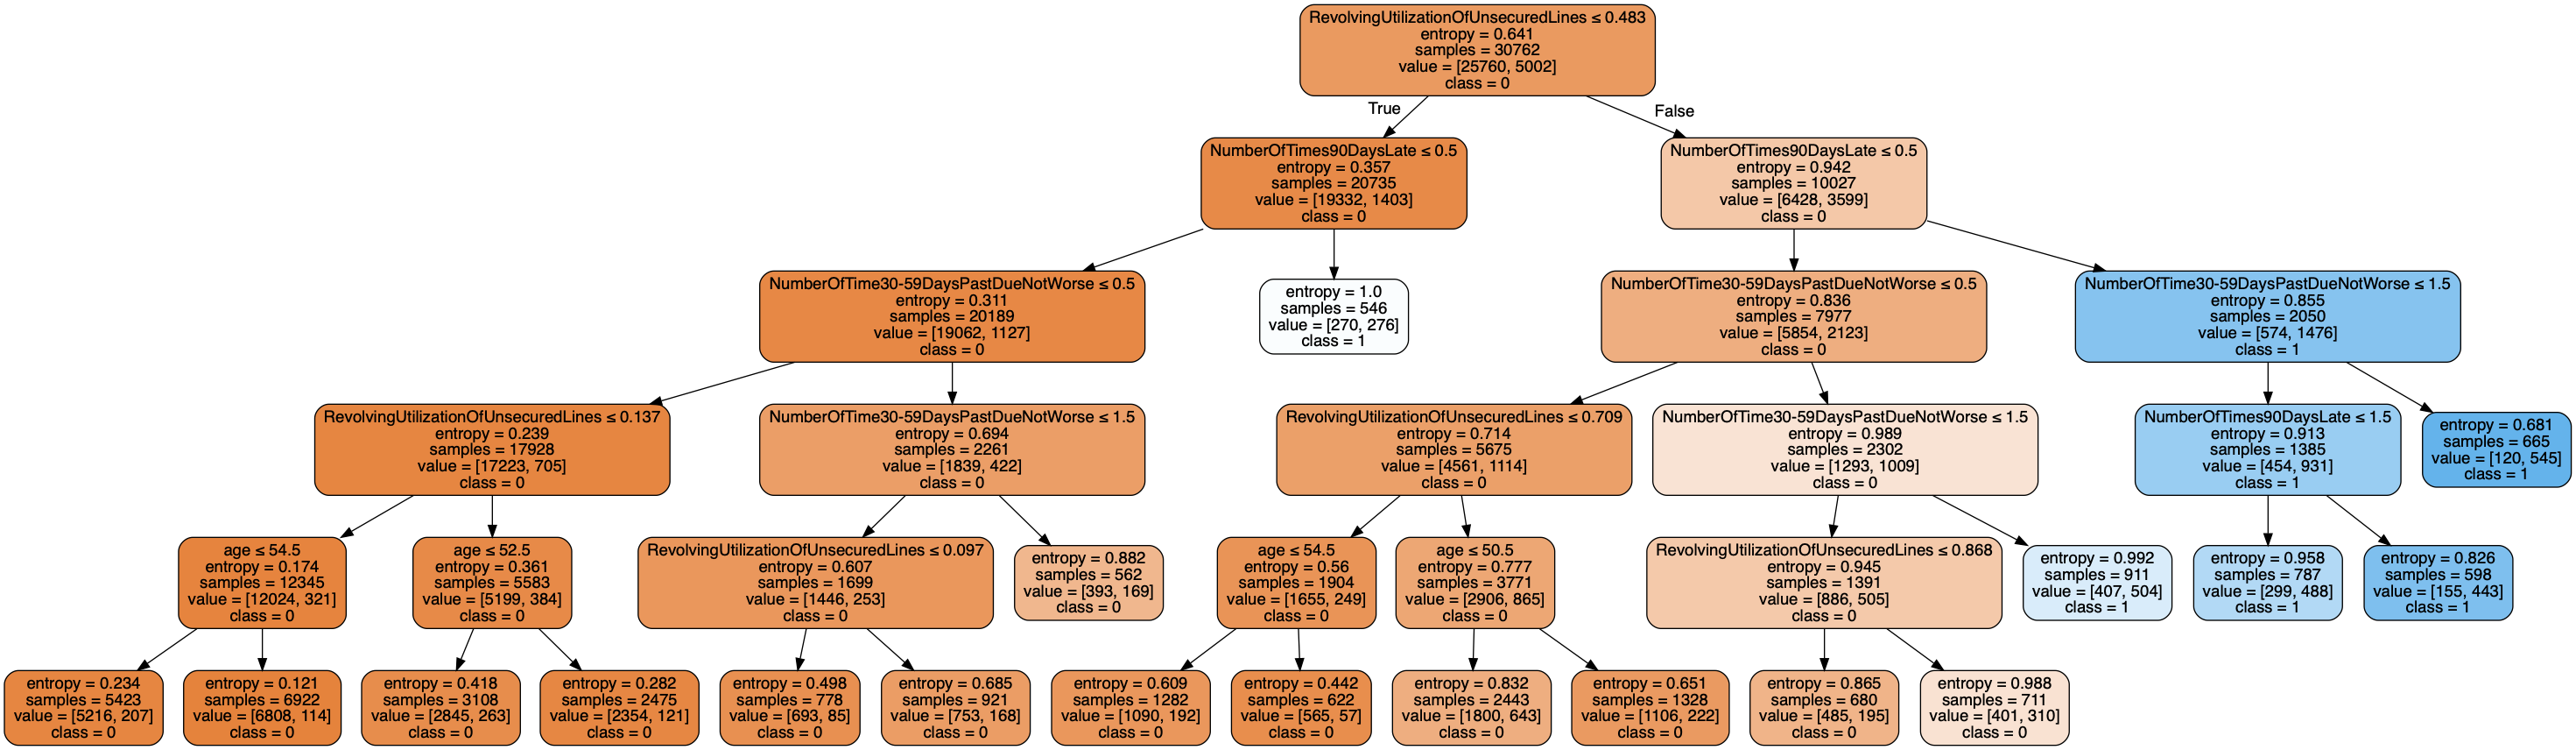 RevolvingUtilizationOfUnsecuredLines ≤ 0.483
entropy = 0.641
samples = 30762
value = [25760, 5002]
class = 0
True
False
NumberOfTimes90DaysLate ≤ 0.5
entropy = 0.357
samples = 20735
value = [19332, 1403]
class = 0
NumberOfTimes90DaysLate ≤ 0.5
entropy = 0.942
samples = 10027
value = [6428, 3599]
class = 0
NumberOfTime30-59DaysPastDueNotWorse ≤ 0.5
entropy = 0.311
samples = 20189
value = [19062, 1127]
class = 0
entropy = 1.0
samples = 546
value = [270, 276]
class = 1
NumberOfTime30-59DaysPastDueNotWorse ≤ 0.5
entropy = 0.836
samples = 7977
value = [5854, 2123]
class = 0
NumberOfTime30-59DaysPastDueNotWorse ≤ 1.5
entropy = 0.855
samples = 2050
value = [574, 1476]
class = 1
RevolvingUtilizationOfUnsecuredLines ≤ 0.137
entropy = 0.239
samples = 17928
value = [17223, 705]
class = 0
NumberOfTime30-59DaysPastDueNotWorse ≤ 1.5
entropy = 0.694
samples = 2261
value = [1839, 422]
class = 0
RevolvingUtilizationOfUnsecuredLines ≤ 0.709
entropy = 0.714
samples = 5675
value = [4561, 1114]
class = 0
NumberOfTime30-59DaysPastDueNotWorse ≤ 1.5
entropy = 0.989
samples = 2302
value = [1293, 1009]
class = 0
NumberOfTimes90DaysLate ≤ 1.5
entropy = 0.913
samples = 1385
value = [454, 931]
class = 1
entropy = 0.681
samples = 665
value = [120, 545]
class = 1
age ≤ 54.5
entropy = 0.174
samples = 12345
value = [12024, 321]
class = 0
age ≤ 52.5
entropy = 0.361
samples = 5583
value = [5199, 384]
class = 0
RevolvingUtilizationOfUnsecuredLines ≤ 0.097
entropy = 0.607
samples = 1699
value = [1446, 253]
class = 0
entropy = 0.882
samples = 562
value = [393, 169]
class = 0
age ≤ 54.5
entropy = 0.56
samples = 1904
value = [1655, 249]
class = 0
age ≤ 50.5
entropy = 0.777
samples = 3771
value = [2906, 865]
class = 0
RevolvingUtilizationOfUnsecuredLines ≤ 0.868
entropy = 0.945
samples = 1391
value = [886, 505]
class = 0
entropy = 0.992
samples = 911
value = [407, 504]
class = 1
entropy = 0.958
samples = 787
value = [299, 488]
class = 1
entropy = 0.826
samples = 598
value = [155, 443]
class = 1
entropy = 0.234
samples = 5423
value = [5216, 207]
class = 0
entropy = 0.121
samples = 6922
value = [6808, 114]
class = 0
entropy = 0.418
samples = 3108
value = [2845, 263]
class = 0
entropy = 0.282
samples = 2475
value = [2354, 121]
class = 0
entropy = 0.498
samples = 778
value = [693, 85]
class = 0
entropy = 0.685
samples = 921
value = [753, 168]
class = 0
entropy = 0.609
samples = 1282
value = [1090, 192]
class = 0
entropy = 0.442
samples = 622
value = [565, 57]
class = 0
entropy = 0.832
samples = 2443
value = [1800, 643]
class = 0
entropy = 0.651
samples = 1328
value = [1106, 222]
class = 0
entropy = 0.865
samples = 680
value = [485, 195]
class = 0
entropy = 0.988
samples = 711
value = [401, 310]
class = 0